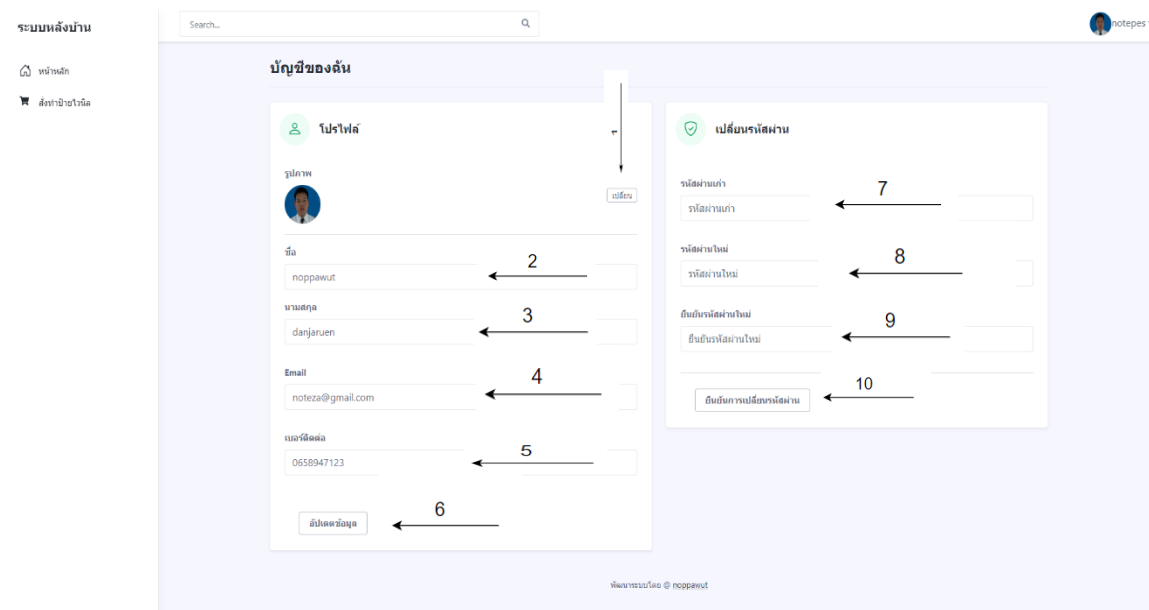 ระบบหลังบ้าน
Search...
notepes
หน้าหลัก
สั่งทำป้ายไวนิล
บัญชีของฉัน
โปรไฟล์
1
รูปภาพ
เปลี่ยน
ชื่อ
2
noppawut
นามสกุล
3
danjaruen
Email
4
noteza@gmail.com
เบอร์ติดต่อ
5
0658947123
6
อัปเดตข้อมูล
เปลี่ยนรหัสผ่าน
รหัสผ่านเก่า
7
รหัสผ่านเก่า
รหัสผ่านใหม่
8
รหัสผ่านใหม่
ยืนยันรหัสผ่านใหม่
9
ยืนยันรหัสผ่านใหม่
10
ยืนยันการเปลี่ยนรหัสผ่าน
พัฒนาระบบโดย @ noppawut